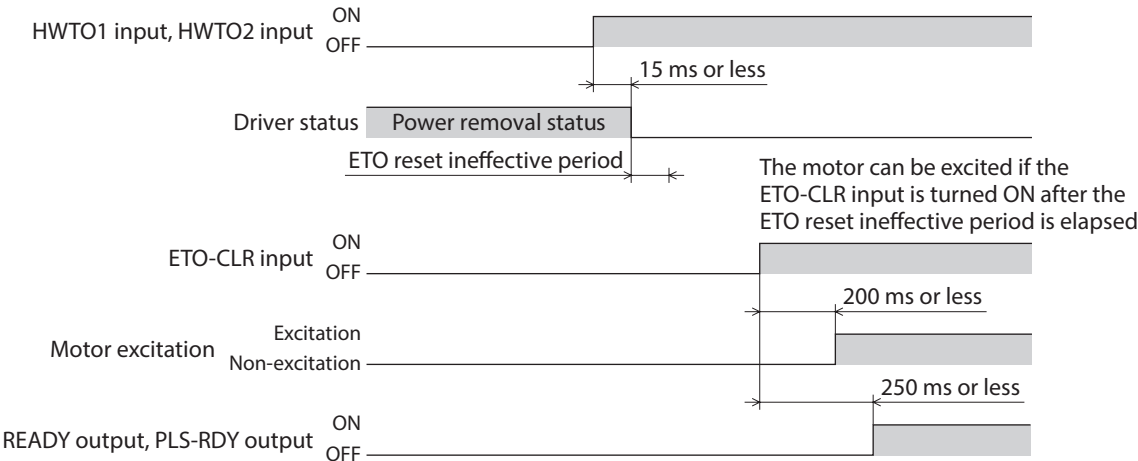 ON
HWTO1 input, HWTO2 input
OFF
15 ms or less
Driver status
Power removal status
ETO reset ineffective period
The motor can be excited if the
ETO-CLR input is turned ON after the
ETO reset ineffective period is elapsed
ON
ETO-CLR input
OFF
200 ms or less
Excitation
Motor excitation
Non-excitation
250 ms or less
ON
READY output, PLS-RDY output
OFF